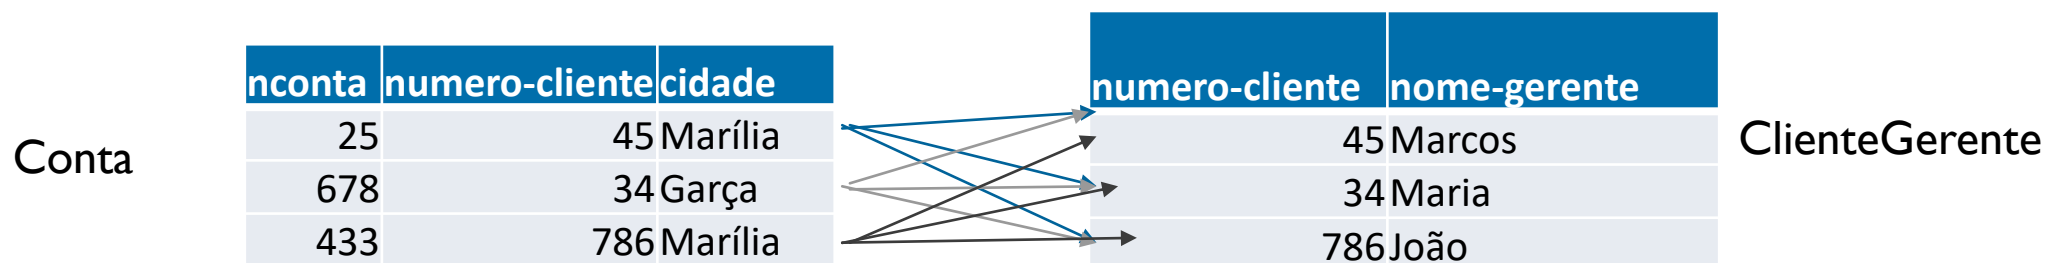 Conta
nconta numero-cliente cidade
25 45 Marília
678 34 Garça
433 786 Marília
numero-cliente nome-gerente
45 Marcos
34 Maria
786 João
ClienteGerente